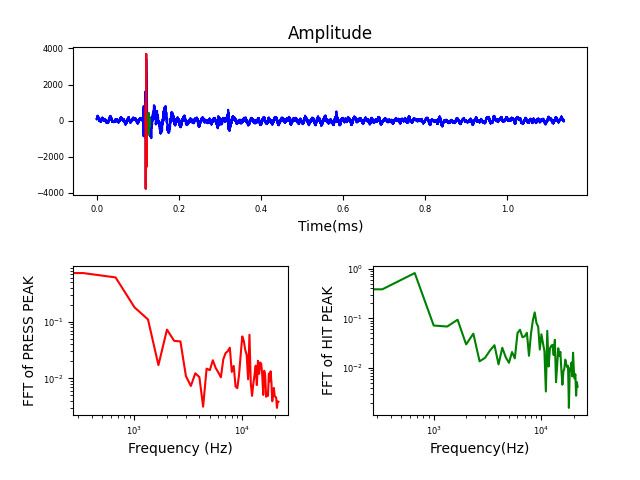 Amplitude
4000
2000
0
−2000
−4000
0.0 0.2 0.4 0.6 0.8 1.0
Time(ms)
FFT of PRESS PEAK
10⁻¹
10⁻²
10³ 10⁴
Frequency (Hz)
FFT of HIT PEAK
10⁰
10⁻¹
10⁻²
10³ 10⁴
Frequency(Hz)